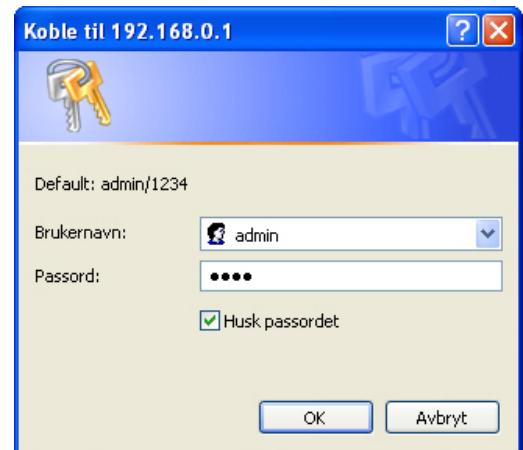 Koble til 192.168.0.1
Default: admin/1234
Brukernavn: admin
Passord: ••••
Husk passordet
OK Avbryt